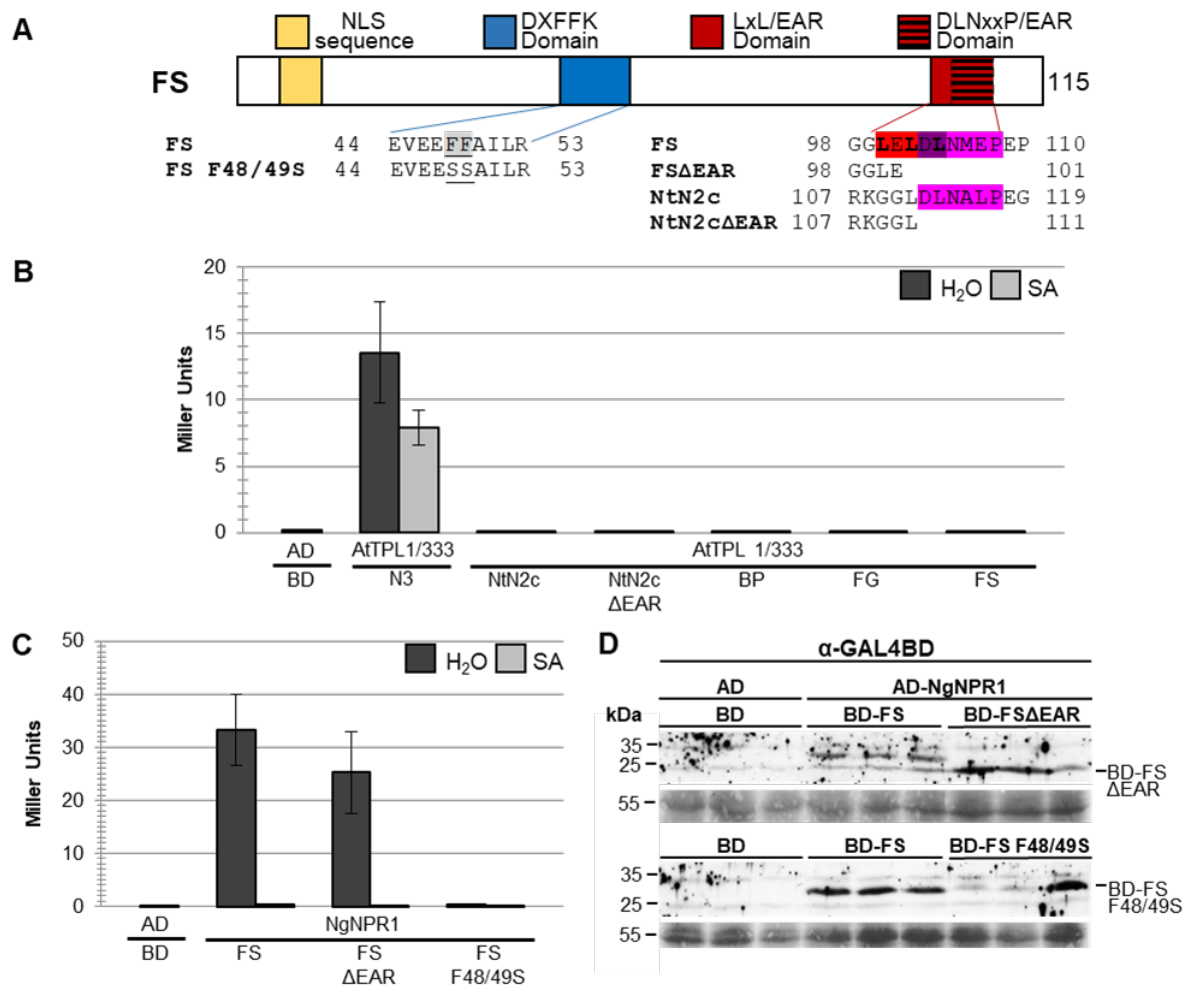 A
NLS sequence
DXFFK Domain
LxL/EAR Domain
DLNxxP/EAR Domain
FS
115
FS 44 EVEEFFAILR 53
FS F48/49S 44 EVEESSAILR 53
FS 98 GGLELDLNMEPEP 110
FSΔEAR 98 GGLE 101
NtN2c 107 RKGGLDLNALPEG 119
NtN2cΔEAR 107 RKGGL 111
B
H₂O SA
Miller Units
20
15
10
5
0
AD AtTPL1/333 AtTPL 1/333
BD N3 NtN2c NtN2c ΔEAR BP FG FS
C
H₂O SA
Miller Units
50
40
30
20
10
0
AD NgNPR1
BD FS FS ΔEAR FS F48/49S
D
α-GAL4BD
AD AD-NgNPR1
kDa BD BD-FS BD-FSΔEAR
35
25
BD-FS ΔEAR
55
BD BD-FS BD-FS F48/49S
35
25
BD-FS F48/49S
55